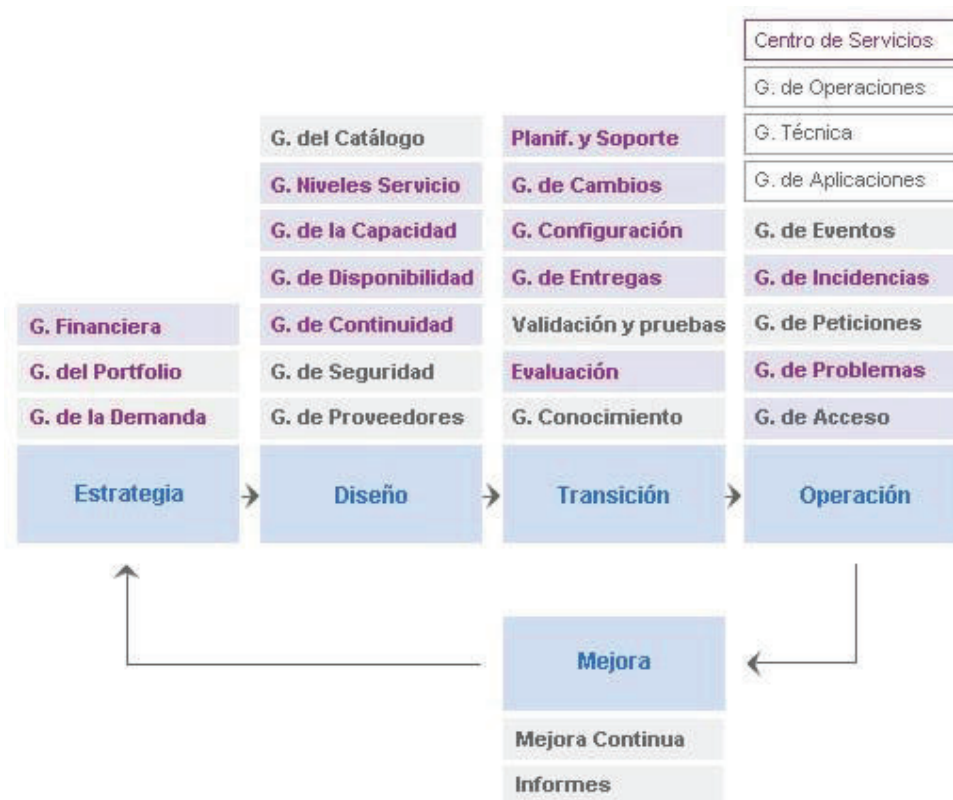 G. Financiera
G. del Portfolio
G. de la Demanda
Estrategia
G. del Catálogo
G. Niveles Servicio
G. de la Capacidad
G. de Disponibilidad
G. de Continuidad
G. de Seguridad
G. de Proveedores
Diseño
Planif. y Soporte
G. de Cambios
G. Configuración
G. de Entregas
Validación y pruebas
Evaluación
G. Conocimiento
Transición
Centro de Servicios
G. de Operaciones
G. Técnica
G. de Aplicaciones
G. de Eventos
G. de Incidencias
G. de Peticiones
G. de Problemas
G. de Acceso
Operación
Mejora
Mejora Continua
Informes